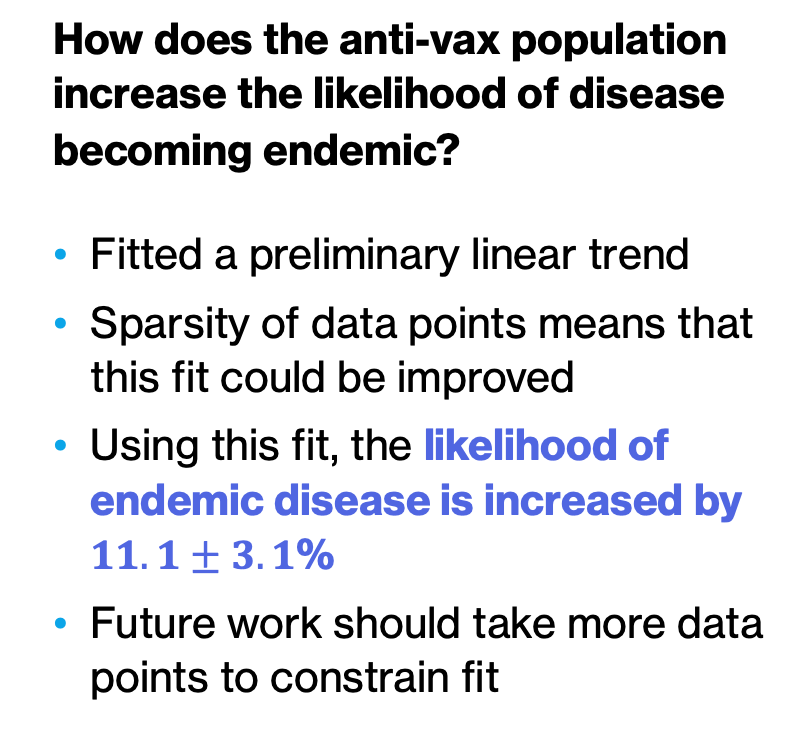 How does the anti-vax population
increase the likelihood of disease
becoming endemic?
• Fitted a preliminary linear trend
• Sparsity of data points means that
this fit could be improved
• Using this fit, the likelihood of
endemic disease is increased by
11.1 ± 3.1%
• Future work should take more data
points to constrain fit